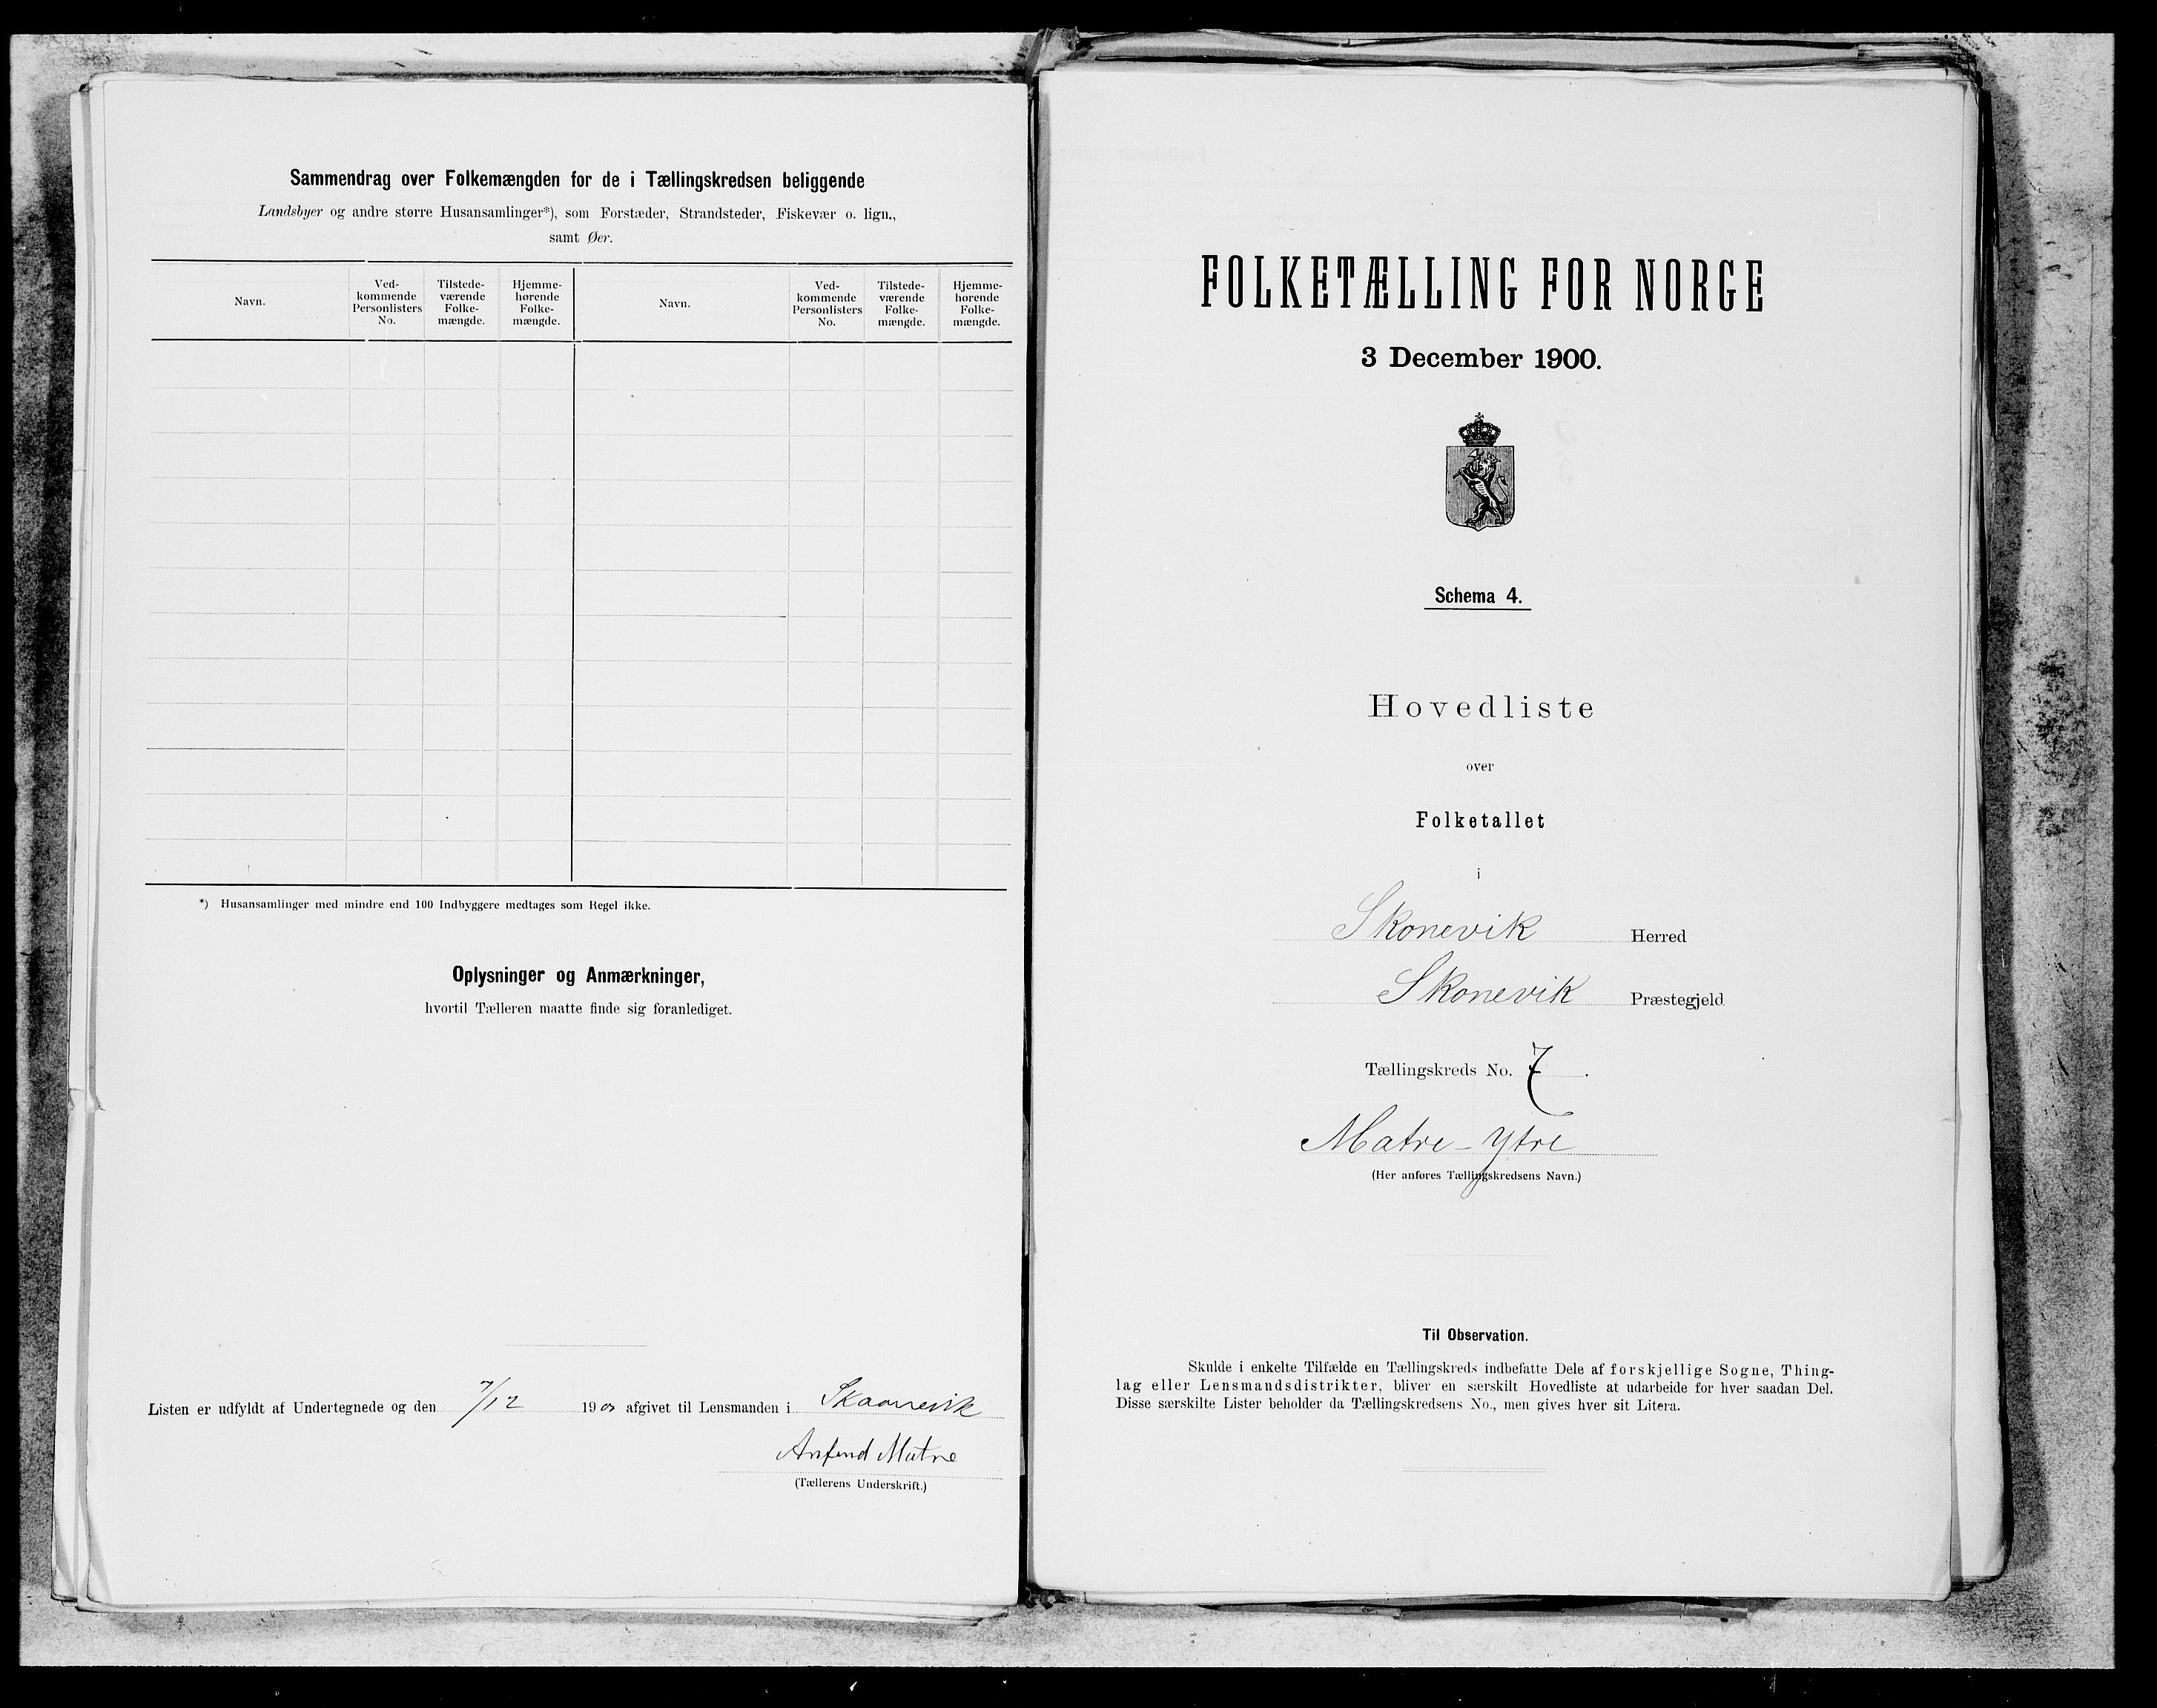 Sammendrag over Folkemængden for de i Tællingskredsen beliggende
Landsbyer og andre større Husansamlinger*), som Forstæder, Strandsteder, Fiskevær o. lign.,
samt Øer.
Navn.
Ved-
kommende
Personlisters
No.
Tilstede-
værende
Folke-
mængde.
Hjemme-
hørende
Folke-
mængde.
Navn.
Ved-
kommende
Personlisters
No.
Tilstede-
værende
Folke-
mængde.
Hjemme-
hørende
Folke-
mængde.
*) Husansamlinger med mindre end 100 Indbyggere medtages som Regel ikke.
Oplysninger og Anmærkninger,
hvortil Tælleren maatte finde sig foranlediget.
Listen er udfyldt af Undertegnede og den 7/12 1900 afgivet til Lensmanden i Skaanevik
Matre
(Tællerens Underskrift.)
FOLKETÆLLING FOR NORGE
3 December 1900.
Schema 4.
Hovedliste
over
Folketallet
i
Skonevik Herred
Skonevik Præstegjeld
Tællingskreds No. 7.
Matre-Ytre
(Her anføres Tællingskredsens Navn.)
Til Observation.
Skulde i enkelte Tilfælde en Tællingskreds indbefatte Dele af forskjellige Sogne, Thing-
lag eller Lensmandsdistrikter, bliver en særskilt Hovedliste at udarbeide for hver saadan Del.
Disse særskilte Lister beholder da Tællingskredsens No., men gives hver sit Litera.